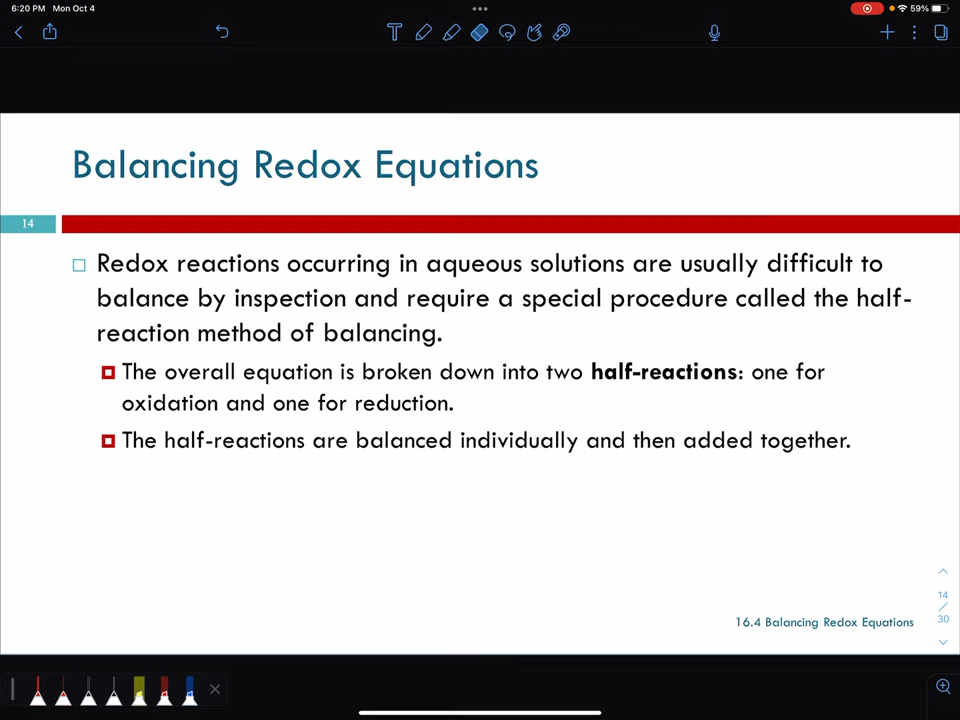 6:20 PM Mon Oct 4
59%
Balancing Redox Equations
14
Redox reactions occurring in aqueous solutions are usually difficult to
balance by inspection and require a special procedure called the half-
reaction method of balancing.
The overall equation is broken down into two half-reactions: one for
oxidation and one for reduction.
The half-reactions are balanced individually and then added together.
14
/
30
16.4 Balancing Redox Equations